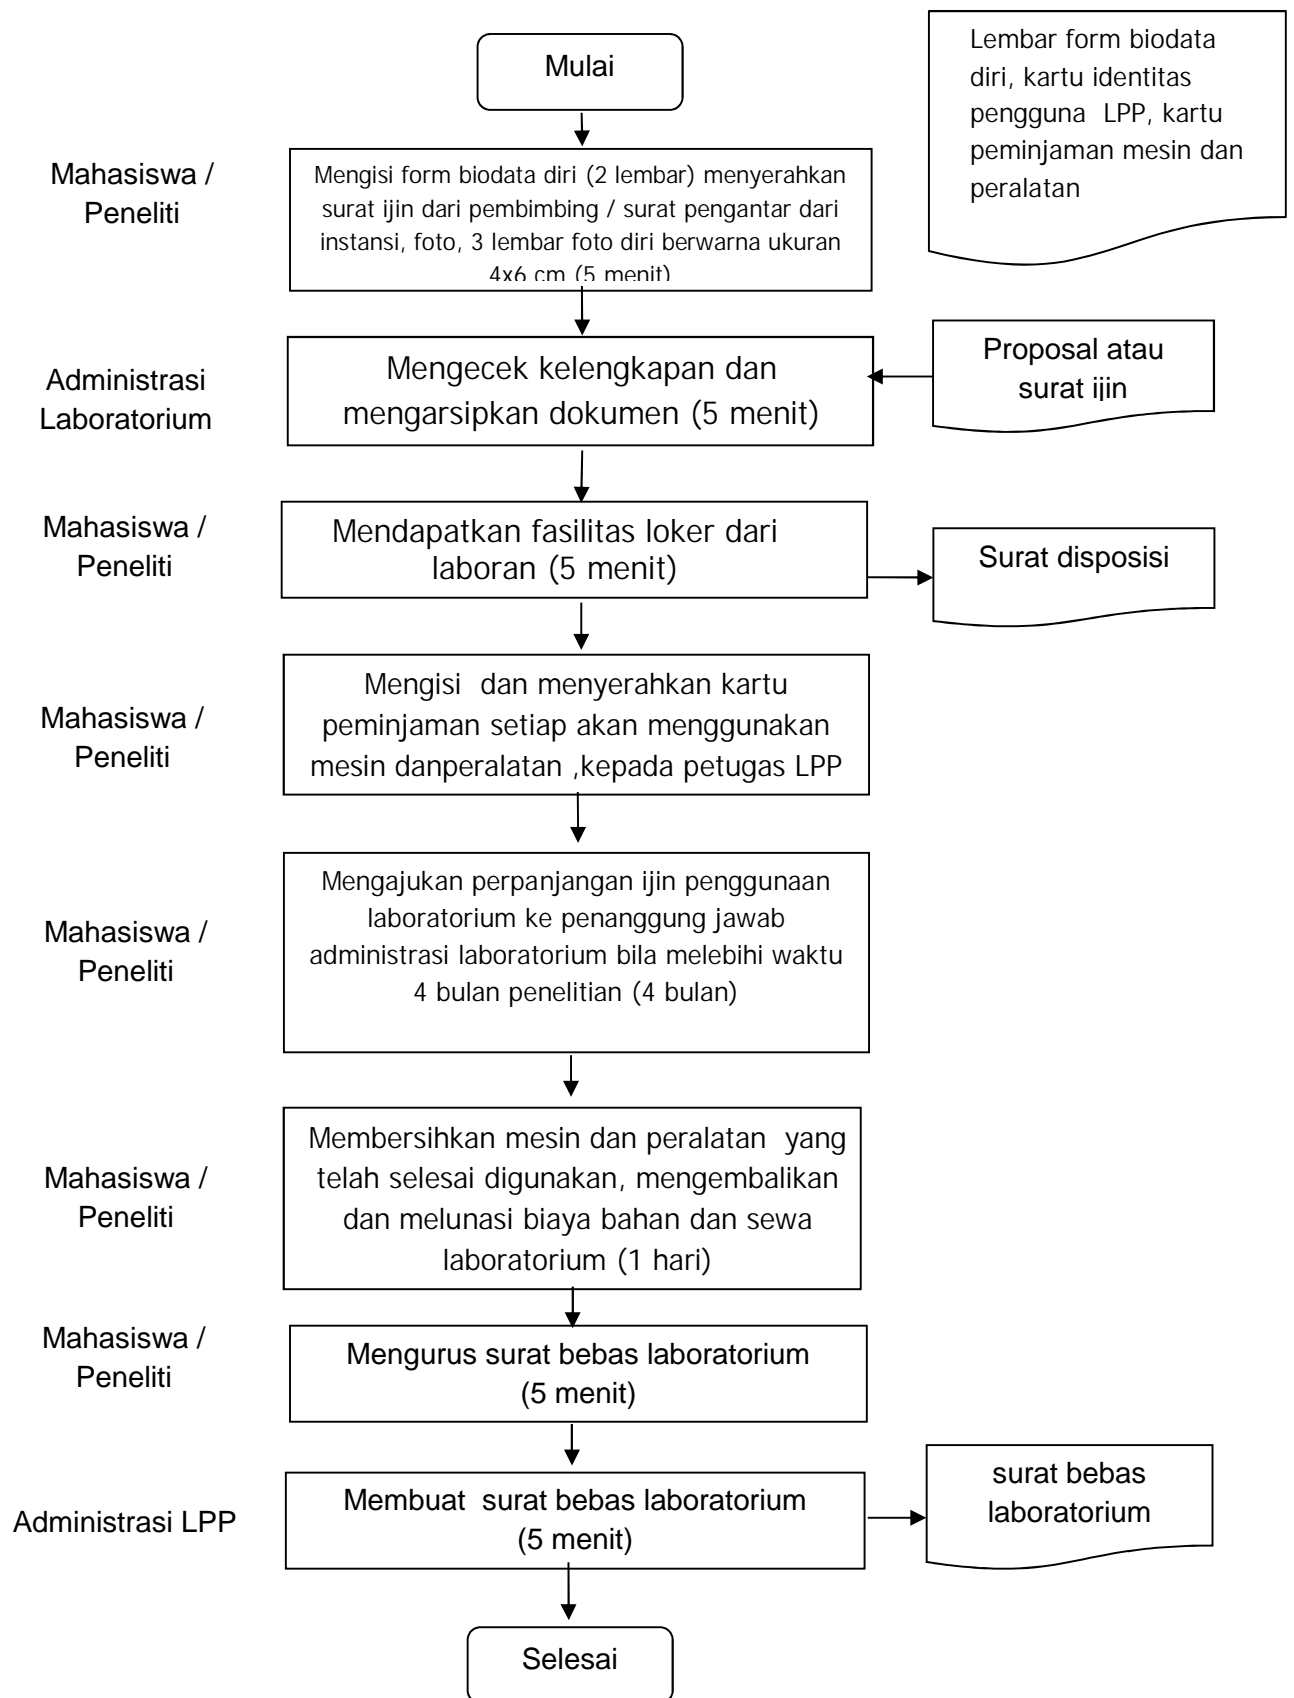 Mulai
Lembar form biodata
diri, kartu identitas
pengguna LPP, kartu
peminjaman mesin dan
peralatan
Mahasiswa /
Peneliti
Mengisi form biodata diri (2 lembar) menyerahkan
surat ijin dari pembimbing / surat pengantar dari
instansi, foto, 3 lembar foto diri berwarna ukuran
4x6 cm (5 menit)
Administrasi
Laboratorium
Mengecek kelengkapan dan
mengarsipkan dokumen (5 menit)
Proposal atau
surat ijin
Mahasiswa /
Peneliti
Mendapatkan fasilitas loker dari
laboran (5 menit)
Surat disposisi
Mahasiswa /
Peneliti
Mengisi dan menyerahkan kartu
peminjaman setiap akan menggunakan
mesin danperalatan ,kepada petugas LPP
Mahasiswa /
Peneliti
Mengajukan perpanjangan ijin penggunaan
laboratorium ke penanggung jawab
administrasi laboratorium bila melebihi waktu
4 bulan penelitian (4 bulan)
Mahasiswa /
Peneliti
Membersihkan mesin dan peralatan yang
telah selesai digunakan, mengembalikan
dan melunasi biaya bahan dan sewa
laboratorium (1 hari)
Mahasiswa /
Peneliti
Mengurus surat bebas laboratorium
(5 menit)
Administrasi LPP
Membuat surat bebas laboratorium
(5 menit)
surat bebas
laboratorium
Selesai